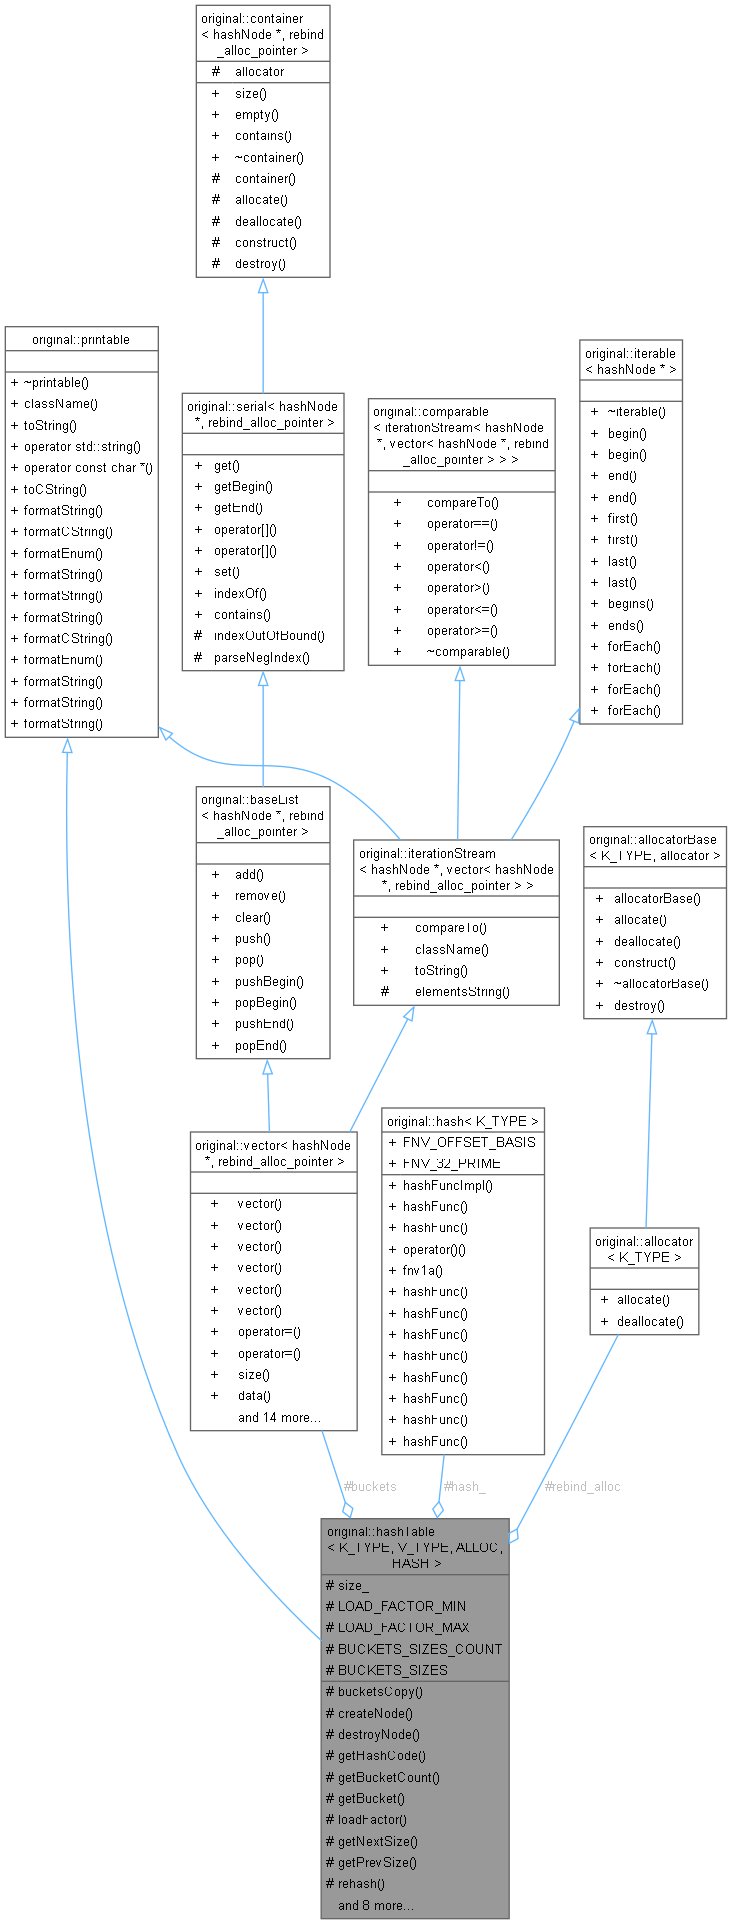 original::container
< hashNode *, rebind
_alloc_pointer >
# allocator
+ size()
+ empty()
+ contains()
+ ~container()
# container()
# allocate()
# deallocate()
# construct()
# destroy()
original::printable
+ ~printable()
+ className()
+ toString()
+ operator std::string()
+ operator const char *()
+ toCString()
+ formatString()
+ formatCString()
+ formatEnum()
+ formatString()
+ formatString()
+ formatString()
+ formatCString()
+ formatEnum()
+ formatString()
+ formatString()
+ formatString()
original::serial< hashNode
*, rebind_alloc_pointer >
+ get()
+ getBegin()
+ getEnd()
+ operator[]()
+ operator[]()
+ set()
+ indexOf()
+ contains()
# indexOutOfBound()
# parseNegIndex()
original::comparable
< iterationStream< hashNode
*, vector< hashNode *, rebind
_alloc_pointer > > >
+ compareTo()
+ operator==()
+ operator!=()
+ operator<()
+ operator>()
+ operator<=()
+ operator>=()
+ ~comparable()
original::iterable
< hashNode * >
+ ~iterable()
+ begin()
+ begin()
+ end()
+ end()
+ first()
+ first()
+ last()
+ last()
+ begins()
+ ends()
+ forEach()
+ forEach()
+ forEach()
+ forEach()
original::baseList
< hashNode *, rebind
_alloc_pointer >
+ add()
+ remove()
+ clear()
+ push()
+ pop()
+ pushBegin()
+ popBegin()
+ pushEnd()
+ popEnd()
original::iterationStream
< hashNode *, vector< hashNode
*, rebind_alloc_pointer > >
+ compareTo()
+ className()
+ toString()
# elementsString()
original::allocatorBase
< K_TYPE, allocator >
+ allocatorBase()
+ allocate()
+ deallocate()
+ construct()
+ ~allocatorBase()
+ destroy()
original::vector< hashNode
*, rebind_alloc_pointer >
+ vector()
+ vector()
+ vector()
+ vector()
+ vector()
+ vector()
+ operator=()
+ operator=()
+ size()
+ data()
and 14 more...
original::hash< K_TYPE >
+ FNV_OFFSET_BASIS
+ FNV_32_PRIME
+ hashFuncImpl()
+ hashFunc()
+ hashFunc()
+ operator()()
+ fnv1a()
+ hashFunc()
+ hashFunc()
+ hashFunc()
+ hashFunc()
+ hashFunc()
+ hashFunc()
+ hashFunc()
+ hashFunc()
original::allocator
< K_TYPE >
+ allocate()
+ deallocate()
#buckets
#hash_
#rebind_alloc
original::hashTable
< K_TYPE, V_TYPE, ALLOC,
HASH >
# size_
# LOAD_FACTOR_MIN
# LOAD_FACTOR_MAX
# BUCKETS_SIZES_COUNT
# BUCKETS_SIZES
# bucketsCopy()
# createNode()
# destroyNode()
# getHashCode()
# getBucketCount()
# getBucket()
# loadFactor()
# getNextSize()
# getPrevSize()
# rehash()
and 8 more...